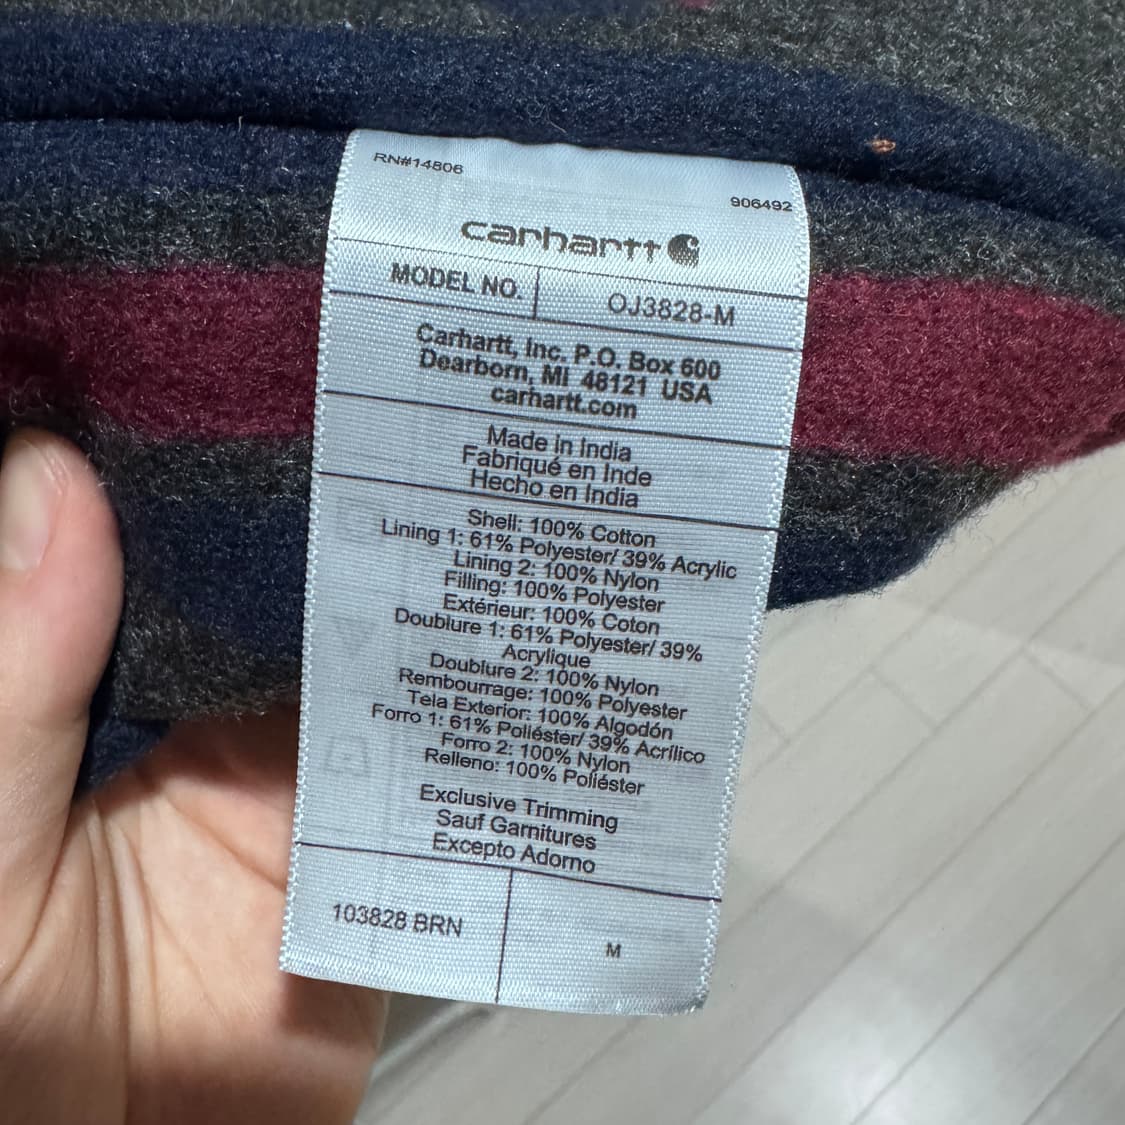 RN#14806
906492
carhartt
MODEL NO. OJ3828-M
Carhartt, Inc. P.O. Box 600
Dearborn, MI 48121 USA
carhartt.com
Made in India
Fabriqué en Inde
Hecho en India
Shell: 100% Cotton
Lining 1: 61% Polyester/ 39% Acrylic
Lining 2: 100% Nylon
Filling: 100% Polyester
Extérieur: 100% Coton
Doublure 1: 61% Polyester/ 39%
Acrylique
Doublure 2: 100% Nylon
Rembourrage: 100% Polyester
Tela Exterior: 100% Algodón
Forro 1: 61% Poliéster/ 39% Acrílico
Forro 2: 100% Nylon
Relleno: 100% Poliéster
Exclusive Trimming
Sauf Garnitures
Excepto Adorno
103828 BRN M